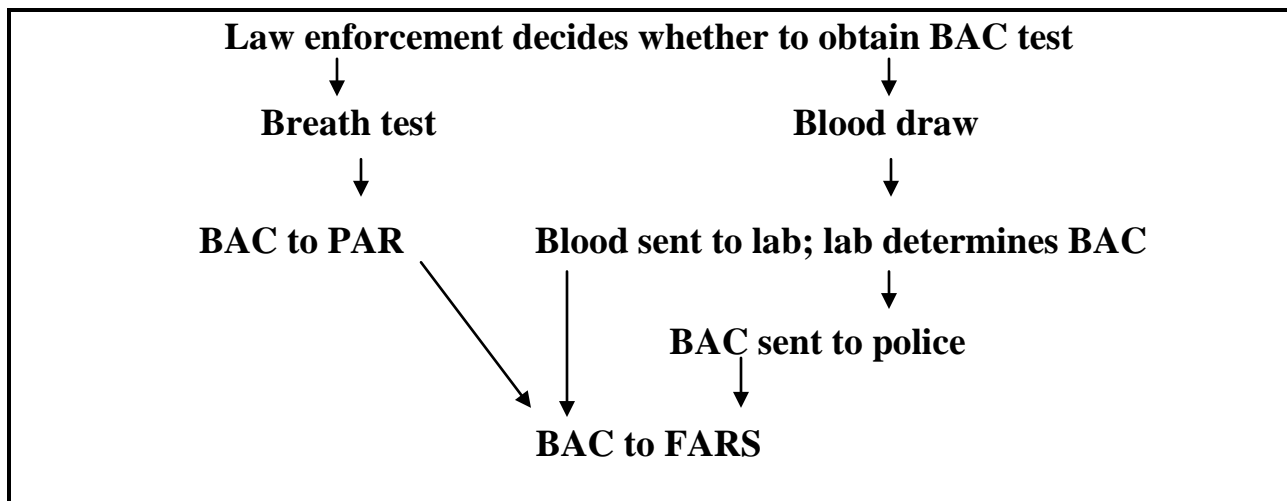 Law enforcement decides whether to obtain BAC test
Breath test
Blood draw
BAC to PAR
Blood sent to lab; lab determines BAC
BAC sent to police
BAC to FARS